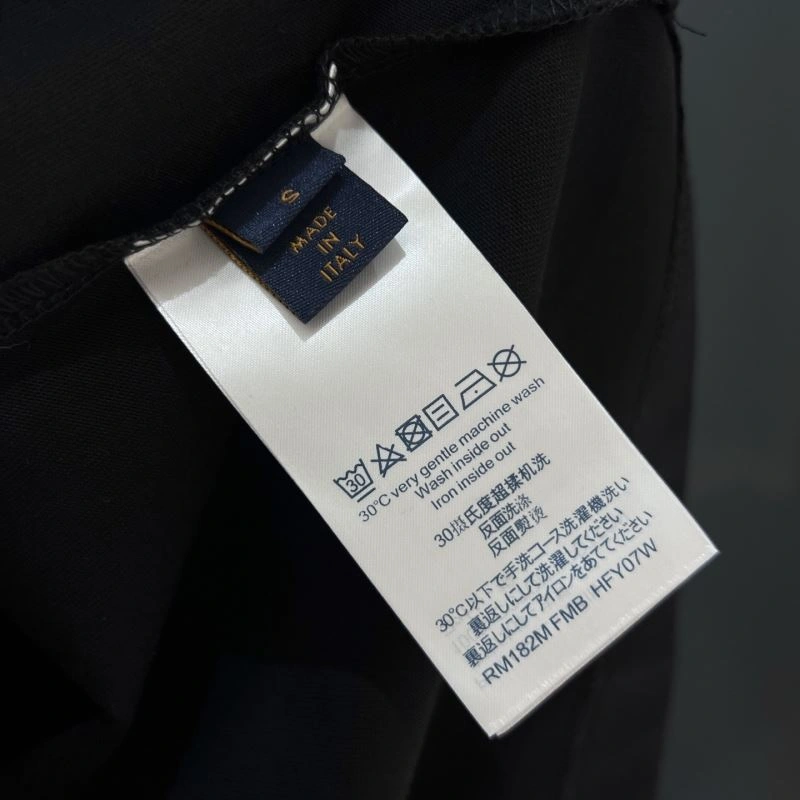 S
MADE
IN
ITALY
30
30°C very gentle machine wash
Wash inside out
Iron inside out
30摄氏度超揉机洗
反面洗涤
反面熨烫
30℃以下で手洗コース洗濯機洗い
裏返しにして洗濯してください
裏返しにしてアイロンをあててください
RM182M FMB HFY07W